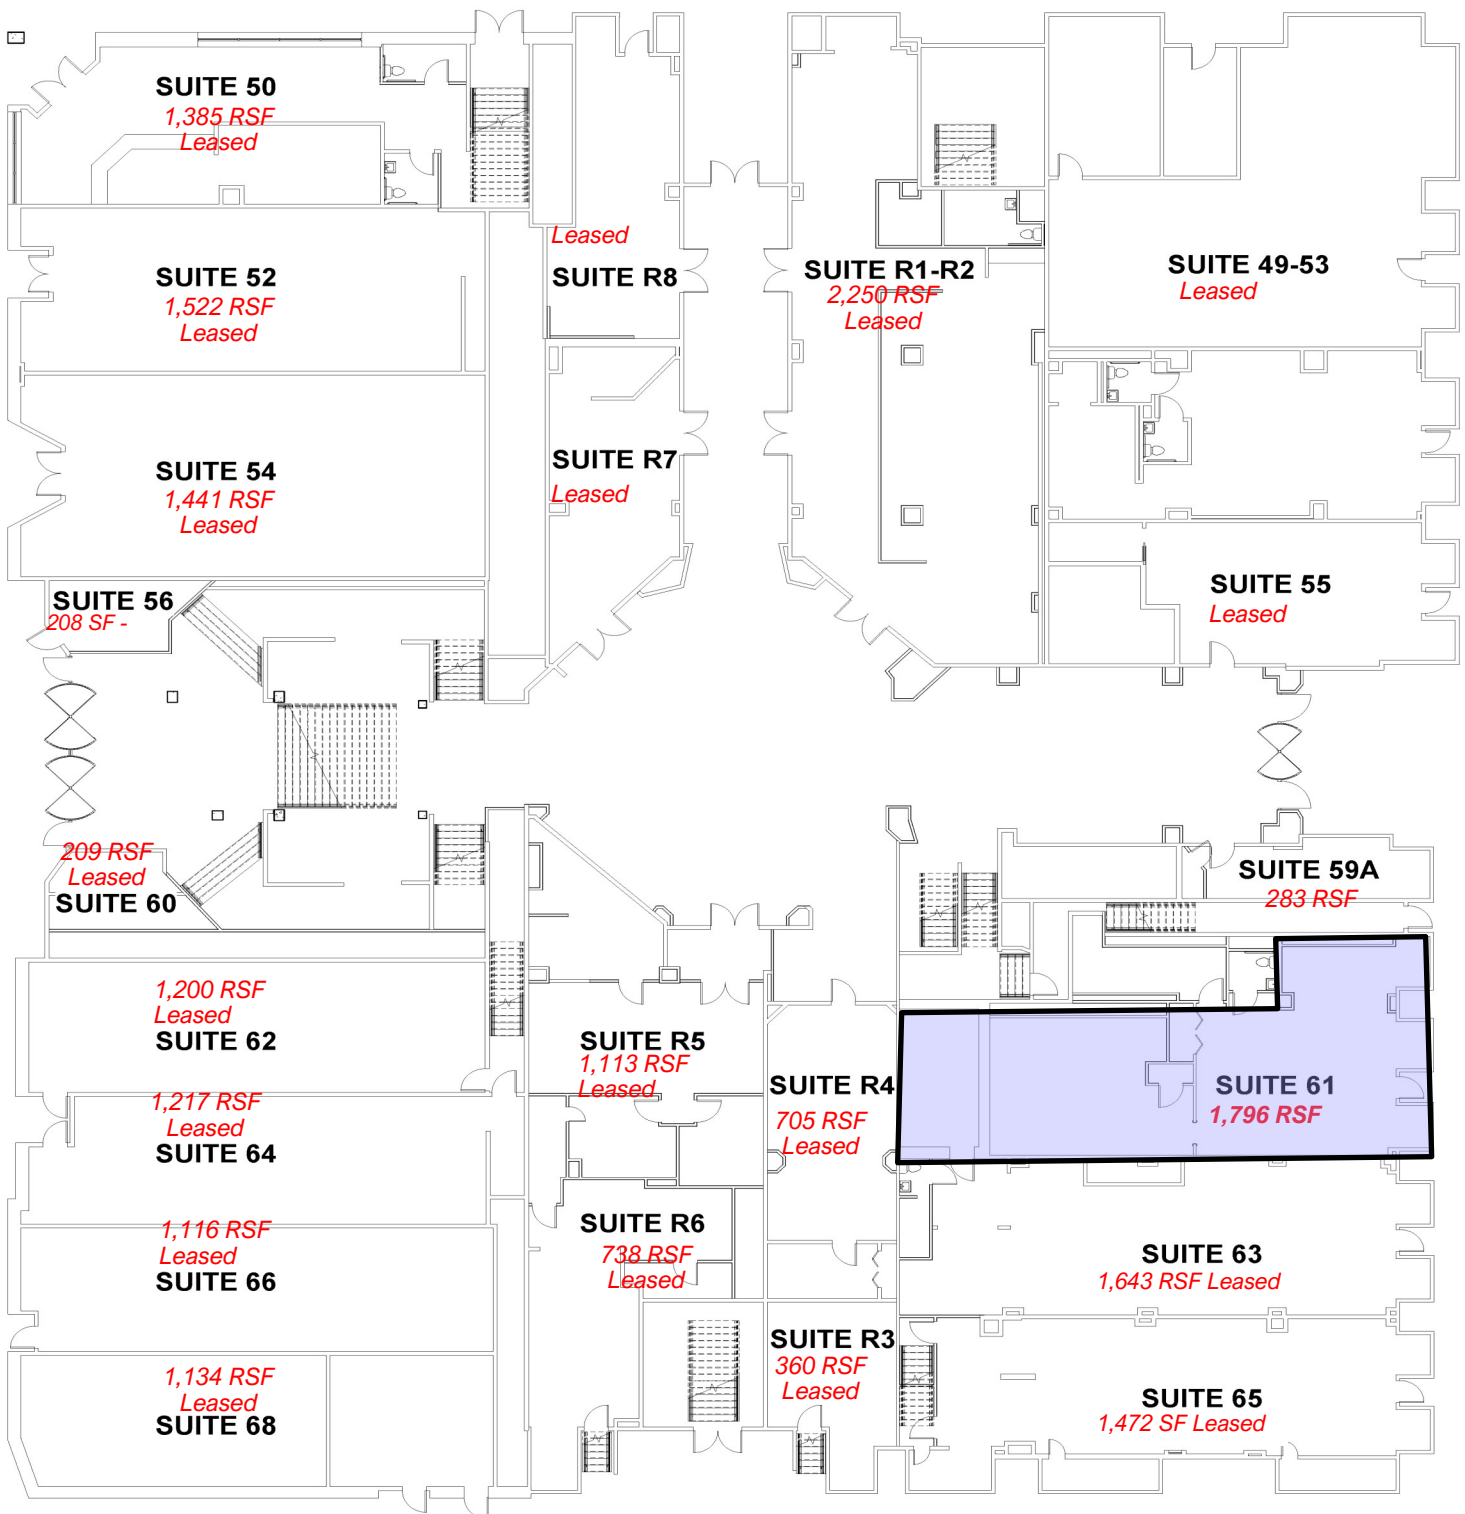 SUITE 50
1,385 RSF
Leased
SUITE 52
1,522 RSF
Leased
SUITE 54
1,441 RSF
Leased
SUITE 56
208 SF -
209 RSF
Leased
SUITE 60
1,200 RSF
Leased
SUITE 62
1,217 RSF
Leased
SUITE 64
1,116 RSF
Leased
SUITE 66
1,134 RSF
Leased
SUITE 68
Leased
SUITE R8
SUITE R7
Leased
SUITE R5
1,113 RSF
Leased
SUITE R6
738 RSF
Leased
SUITE R1-R2
2,250 RSF
Leased
SUITE R4
705 RSF
Leased
SUITE R3
360 RSF
Leased
SUITE 49-53
Leased
SUITE 55
Leased
SUITE 59A
283 RSF
SUITE 61
1,796 RSF
SUITE 63
1,643 RSF Leased
SUITE 65
1,472 SF Leased